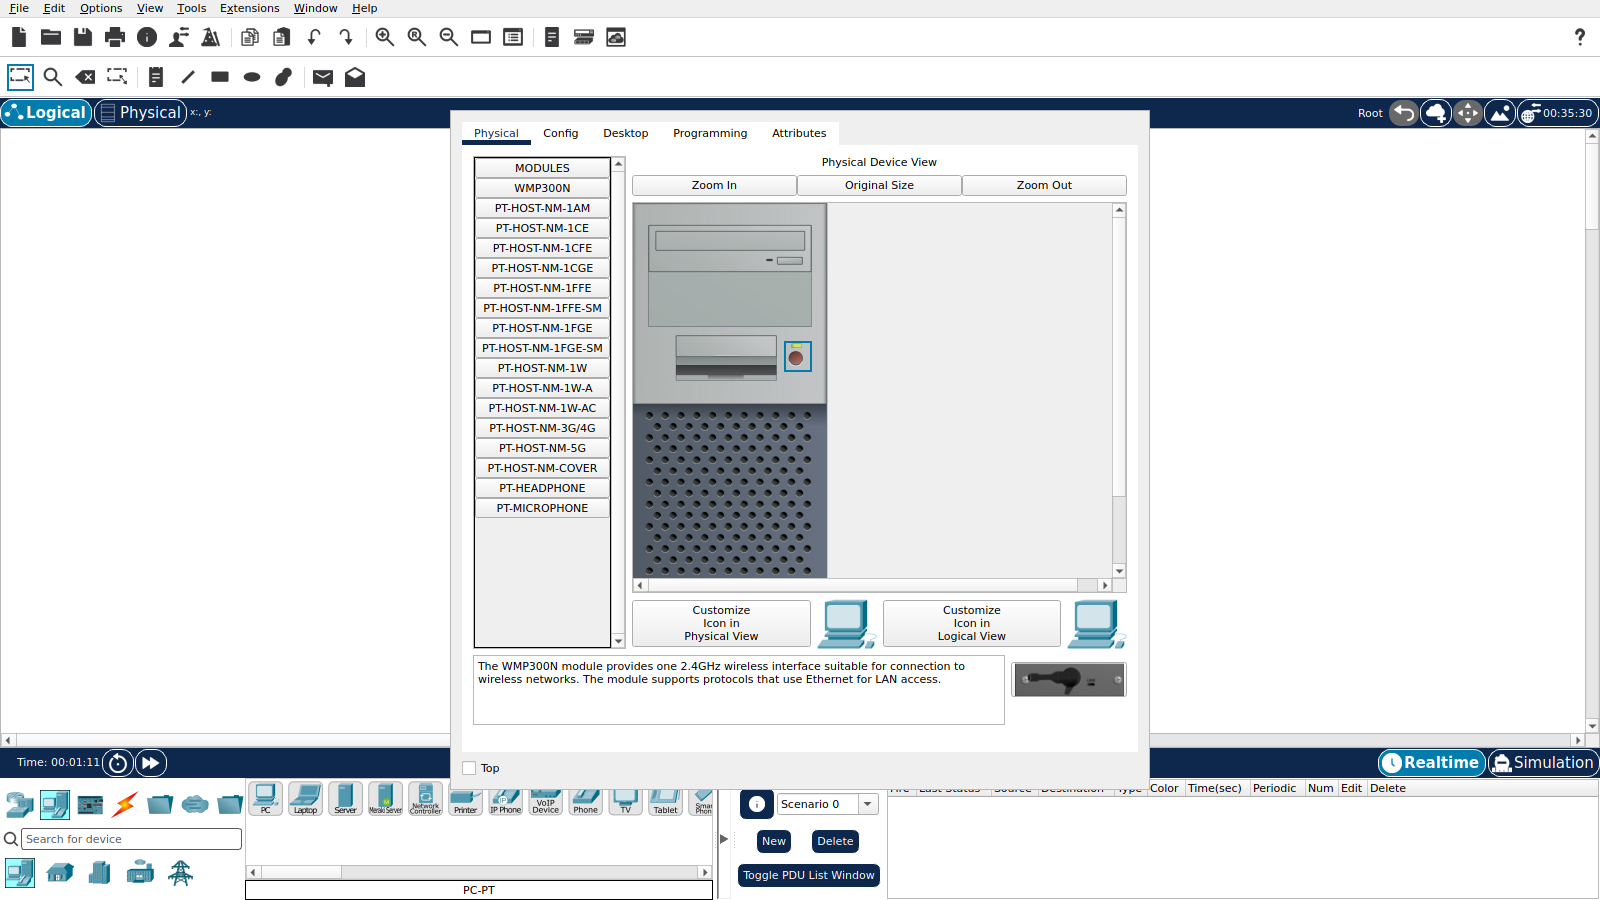 File Edit Options View Tools Extensions Window Help
?
Logical Physical x:, y: Root 00:35:30
Physical Config Desktop Programming Attributes
MODULES
WMP300N
PT-HOST-NM-1AM
PT-HOST-NM-1CE
PT-HOST-NM-1CFE
PT-HOST-NM-1CGE
PT-HOST-NM-1FFE
PT-HOST-NM-1FFE-SM
PT-HOST-NM-1FGE
PT-HOST-NM-1FGE-SM
PT-HOST-NM-1W
PT-HOST-NM-1W-A
PT-HOST-NM-1W-AC
PT-HOST-NM-3G/4G
PT-HOST-NM-5G
PT-HOST-NM-COVER
PT-HEADPHONE
PT-MICROPHONE
Physical Device View
Zoom In Original Size Zoom Out
Customize
Icon in
Physical View
Customize
Icon in
Logical View
The WMP300N module provides one 2.4GHz wireless interface suitable for connection to
wireless networks. The module supports protocols that use Ethernet for LAN access.
Top
Time: 00:01:11
Realtime Simulation
PC Laptop Server Meraki Server Network Controller Printer IP Phone VoIP Device Phone TV Tablet
Search for device
PC-PT
Scenario 0
New Delete
Toggle PDU List Window
Fire Last Status Source Destination Type Color Time(sec) Periodic Num Edit Delete